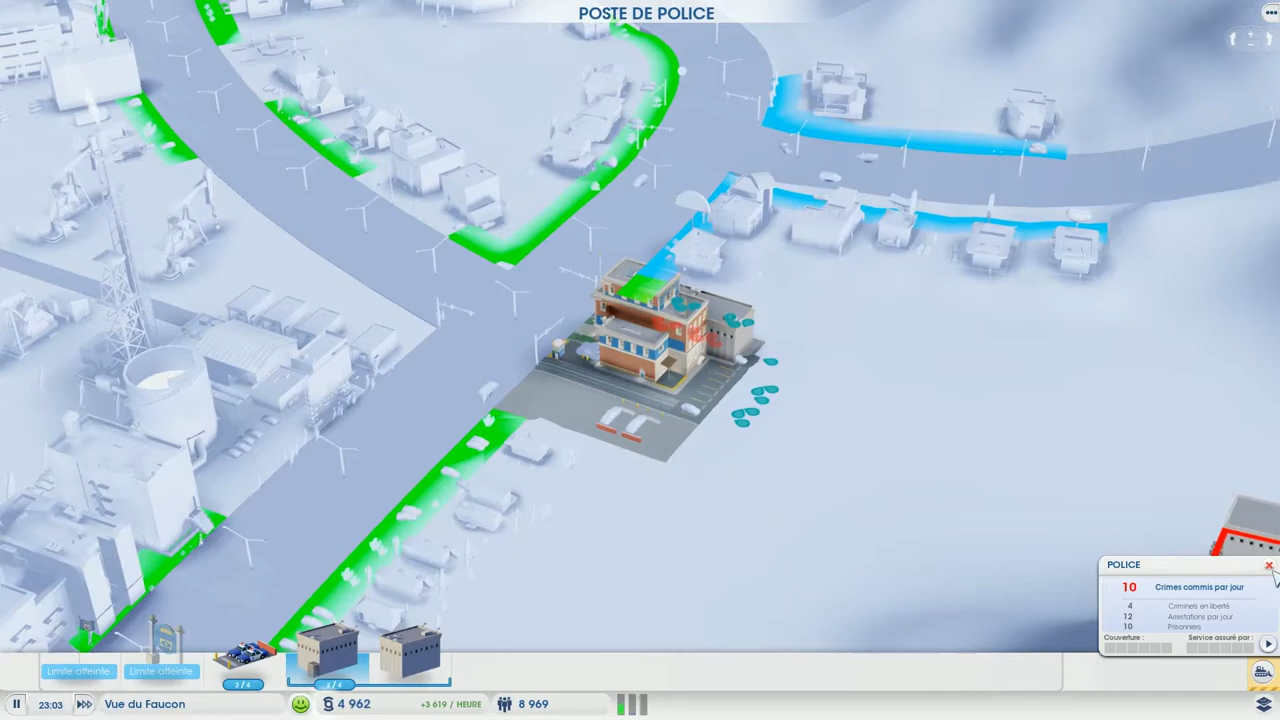 POSTE DE POLICE
POLICE
10 Crimes commis par jour
4 Criminels en liberté
12 Arrestations par jour
10 Prisonniers
Couverture : Service assuré par :
Limite atteinte
Limite atteinte
2 / 4
2 / 4
23:03
Vue du Faucon
4 962
+3 619 / HEURE
8 969